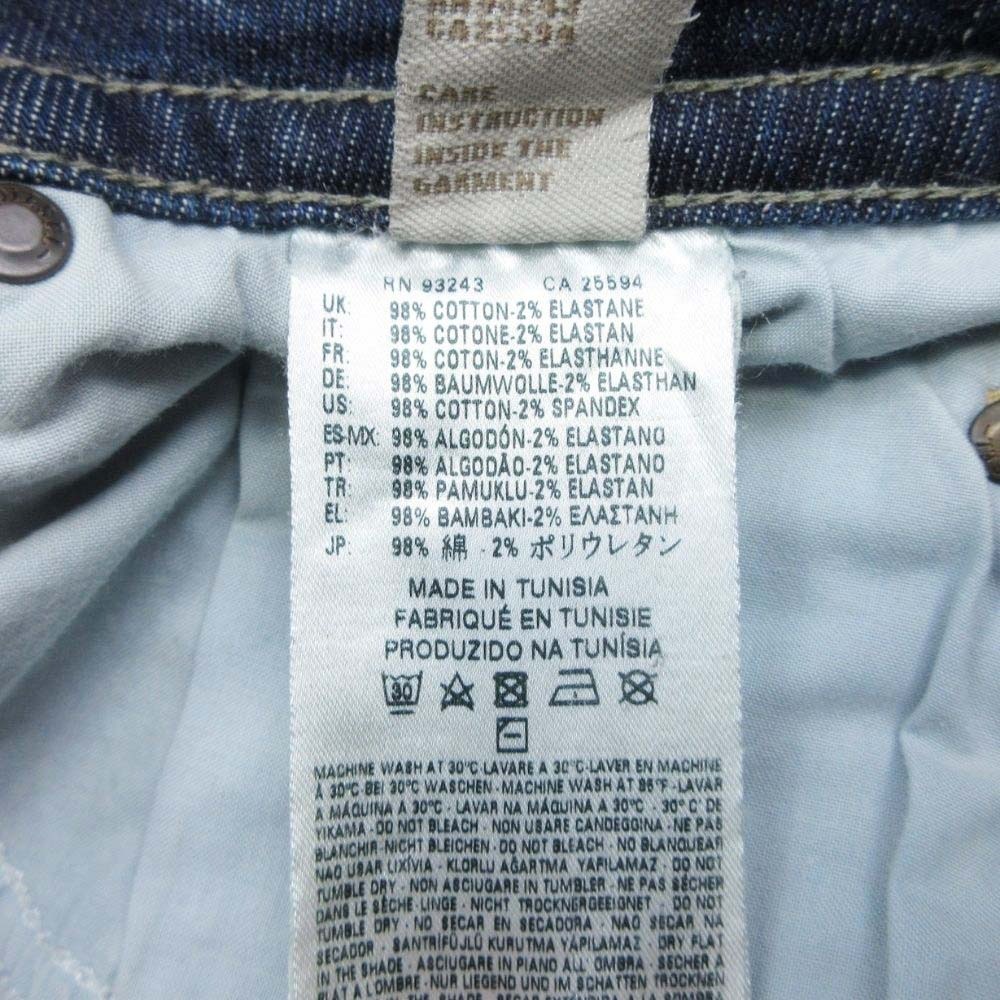 CA25594
CARE
INSTRUCTION
INSIDE THE
GARMENT
RN 93243 CA 25594
UK: 98% COTTON-2% ELASTANE
IT: 98% COTONE-2% ELASTAN
FR: 98% COTON-2% ELASTHANNE
DE: 98% BAUMWOLLE-2% ELASTHAN
US: 98% COTTON-2% SPANDEX
ES-MX: 98% ALGODÓN-2% ELASTANO
PT: 98% ALGODÃO-2% ELASTANO
TR: 98% PAMUKLU-2% ELASTAN
EL: 98% BAMBAKI-2% ΕΛΑΣΤΑΝΗ
JP: 98% 綿 - 2% ポリウレタン
MADE IN TUNISIA
FABRIQUÉ EN TUNISIE
PRODUZIDO NA TUNÍSIA
30
MACHINE WASH AT 30°C-LAVARE A 30°C-LAVER EN MACHINE
A 30°C-BEI 30°C WASCHEN - MACHINE WASH AT 85°F - LAVAR
A MÁQUINA A 30°C - LAVAR NA MÁQUINA A 30°C - 30°C' DE
YIKAMA - DO NOT BLEACH - NON USARE CANDEGGINA - NE PAS
BLANCHIR-NICHT BLEICHEN - DO NOT BLEACH - NO BLANQUEAR
NAO USAR LIXÍVIA - KLORLU AĞARTMA YAPILAMAZ - DO NOT
TUMBLE DRY - NON ASCIUGARE IN TUMBLER - NE PAS SÈCHER
DANS LE SÈCHE-LINGE - NICHT TROCKNERGEEIGNET - DO NOT
TUMBLE DRY - NO SECAR EN SECADORA - NAO SECAR NA
SECADOR - SANTRİFÜJLÜ KURUTMA YAPILAMAZ - DRY FLAT
IN THE SHADE - ASCIUGARE IN PIANO ALL' OMBRA - SÉCHER A
PLAT A L'OMBRE - NUR LIEGEND UND IM SCHATTEN TROCKNEN